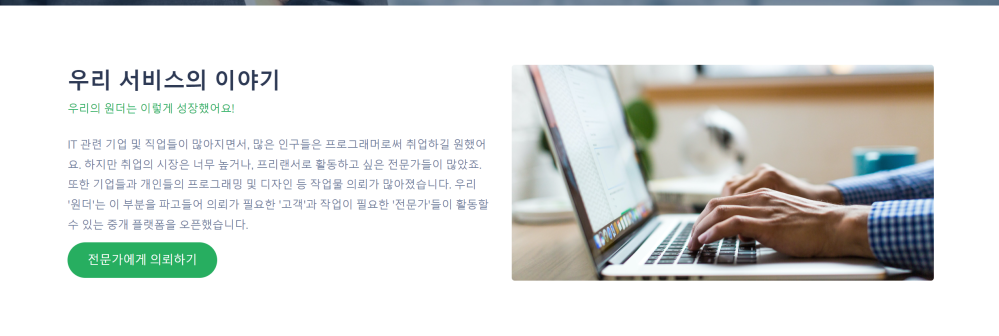 우리 서비스의 이야기
우리의 원더는 이렇게 성장했어요!
IT 관련 기업 및 직업들이 많아지면서, 많은 인구들은 프로그래머로써 취업하길 원했어
요. 하지만 취업의 시장은 너무 높거나, 프리랜서로 활동하고 싶은 전문가들이 많았죠.
또한 기업들과 개인들의 프로그래밍 및 디자인 등 작업물 의뢰가 많아졌습니다. 우리
'원더'는 이 부분을 파고들어 의뢰가 필요한 '고객'과 작업이 필요한 '전문가'들이 활동할
수 있는 중개 플랫폼을 오픈했습니다.
전문가에게 의뢰하기